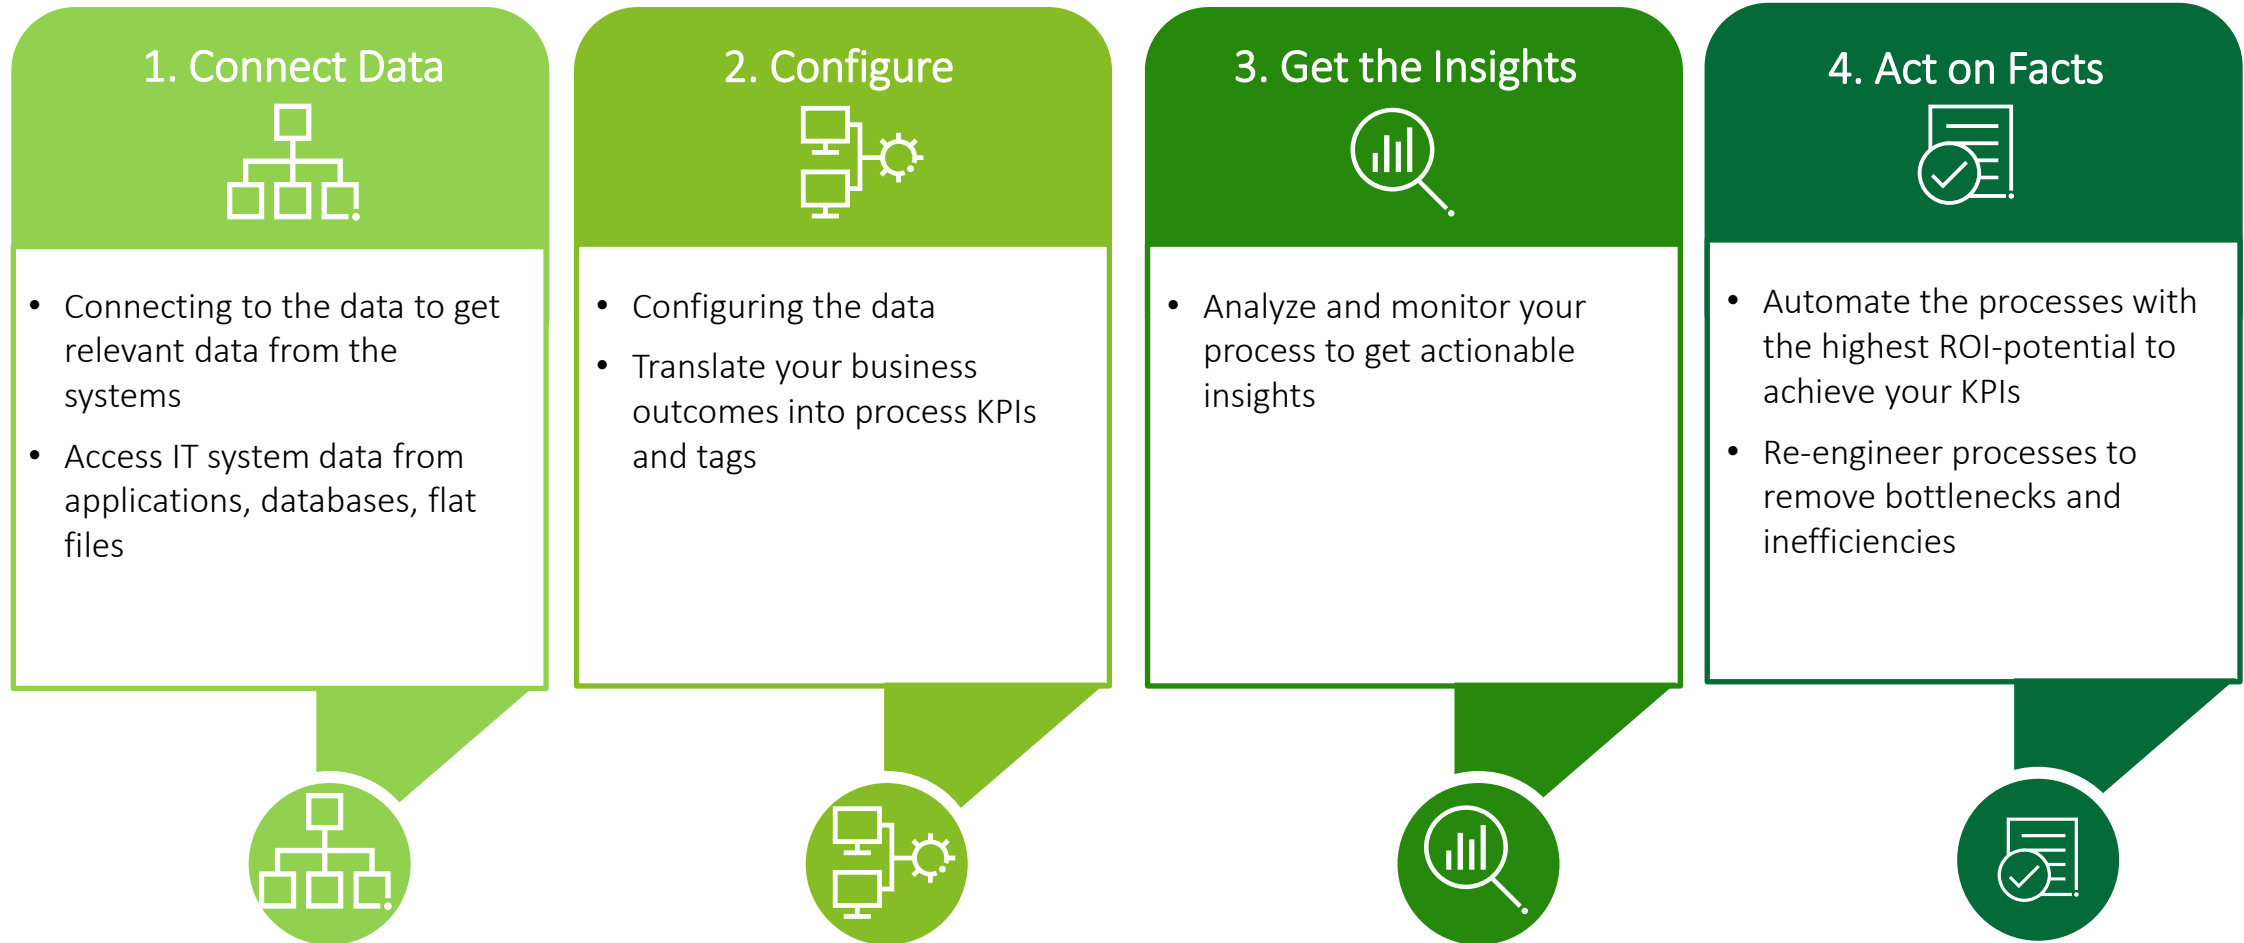 1. Connect Data
• Connecting to the data to get
relevant data from the
systems
• Access IT system data from
applications, databases, flat
files
2. Configure
• Configuring the data
• Translate your business
outcomes into process KPIs
and tags
3. Get the Insights
• Analyze and monitor your
process to get actionable
insights
4. Act on Facts
• Automate the processes with
the highest ROI-potential to
achieve your KPIs
• Re-engineer processes to
remove bottlenecks and
inefficiencies